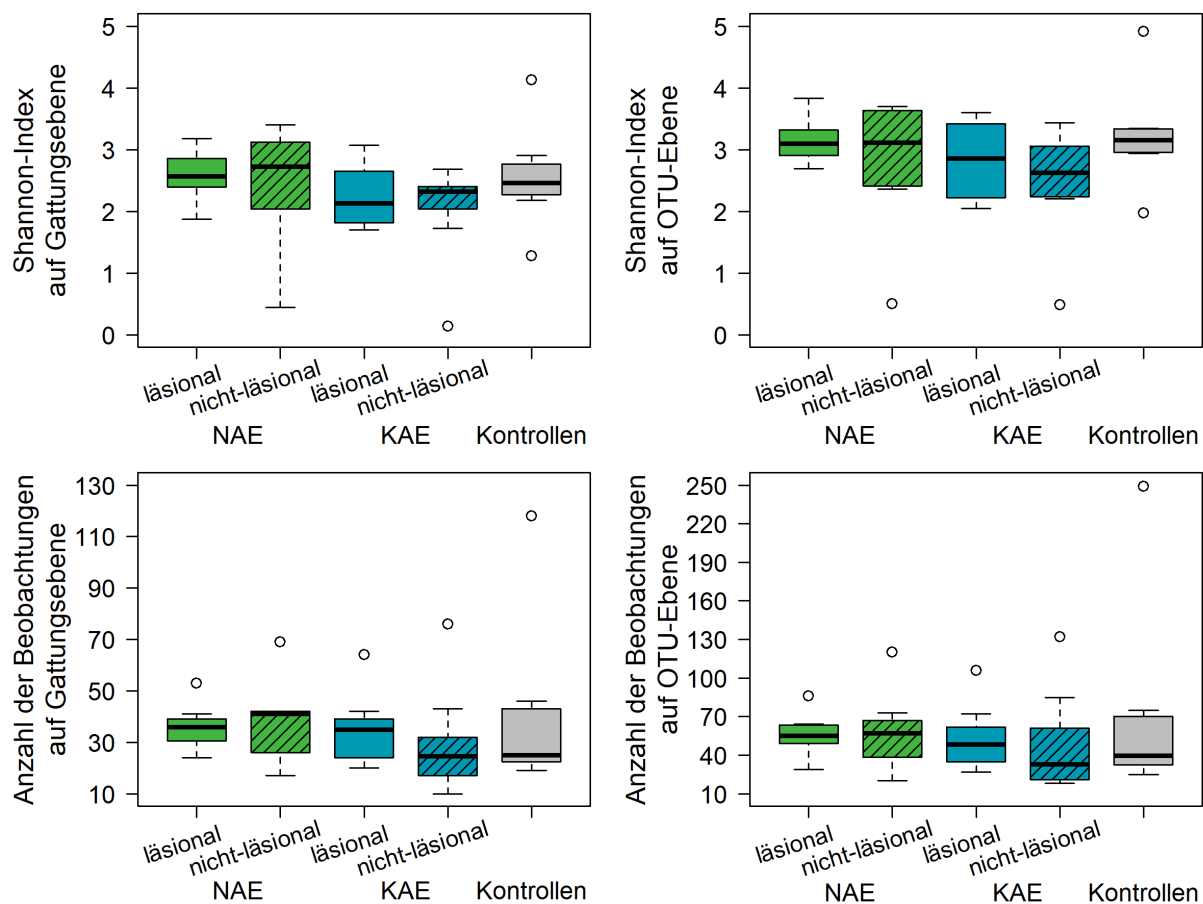 Shannon-Index
auf Gattungsebene
5
4
3
2
1
0
läsional
nicht-läsional
läsional
nicht-läsional
NAE
KAE
Kontrollen
Shannon-Index
auf OTU-Ebene
5
4
3
2
1
0
läsional
nicht-läsional
läsional
nicht-läsional
NAE
KAE
Kontrollen
Anzahl der Beobachtungen
auf Gattungsebene
130
110
90
70
50
30
10
läsional
nicht-läsional
läsional
nicht-läsional
NAE
KAE
Kontrollen
Anzahl der Beobachtungen
auf OTU-Ebene
250
220
190
160
130
100
70
40
10
läsional
nicht-läsional
läsional
nicht-läsional
NAE
KAE
Kontrollen